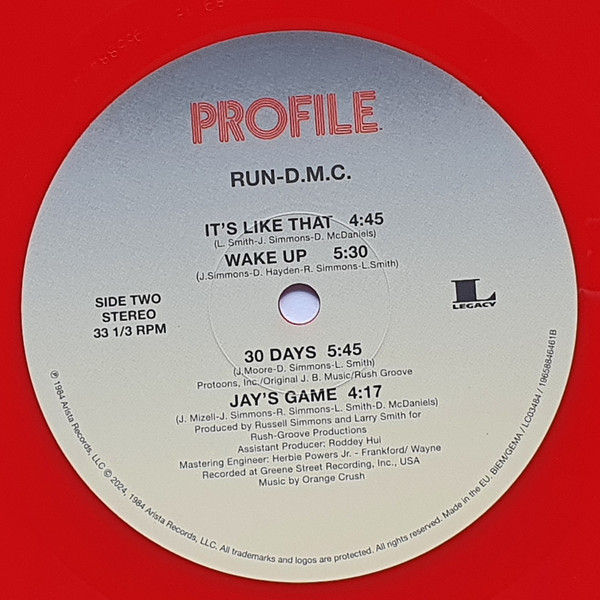 PROFILE
RUN-D.M.C.
IT'S LIKE THAT 4:45
(L. Smith-J. Simmons-D. McDaniels)
WAKE UP 5:30
(J.Simmons-D. Hayden-R. Simmons-L.Smith)
SIDE TWO
STEREO
33 1/3 RPM
L
LEGACY
30 DAYS 5:45
(J.Moore-D. Simmons-L. Smith)
Protoons, Inc./Original J. B. Music/Rush Groove
JAY'S GAME 4:17
(J. Mizell-J. Simmons-R. Simmons-L. Smith-D. McDaniels)
Produced by Russell Simmons and Larry Smith for
Rush-Groove Productions
Assistant Producer: Roddey Hui
Mastering Engineer: Herbie Powers Jr. - Frankford/ Wayne
Recorded at Greene Street Recording, Inc., USA
Music by Orange Crush
℗ 1984 Arista Records, LLC © 2024, 1984 Arista Records, LLC. All trademarks and logos are protected. All rights reserved. Made in the EU. BIEM/GEMA / LC03484 / 19658846461B